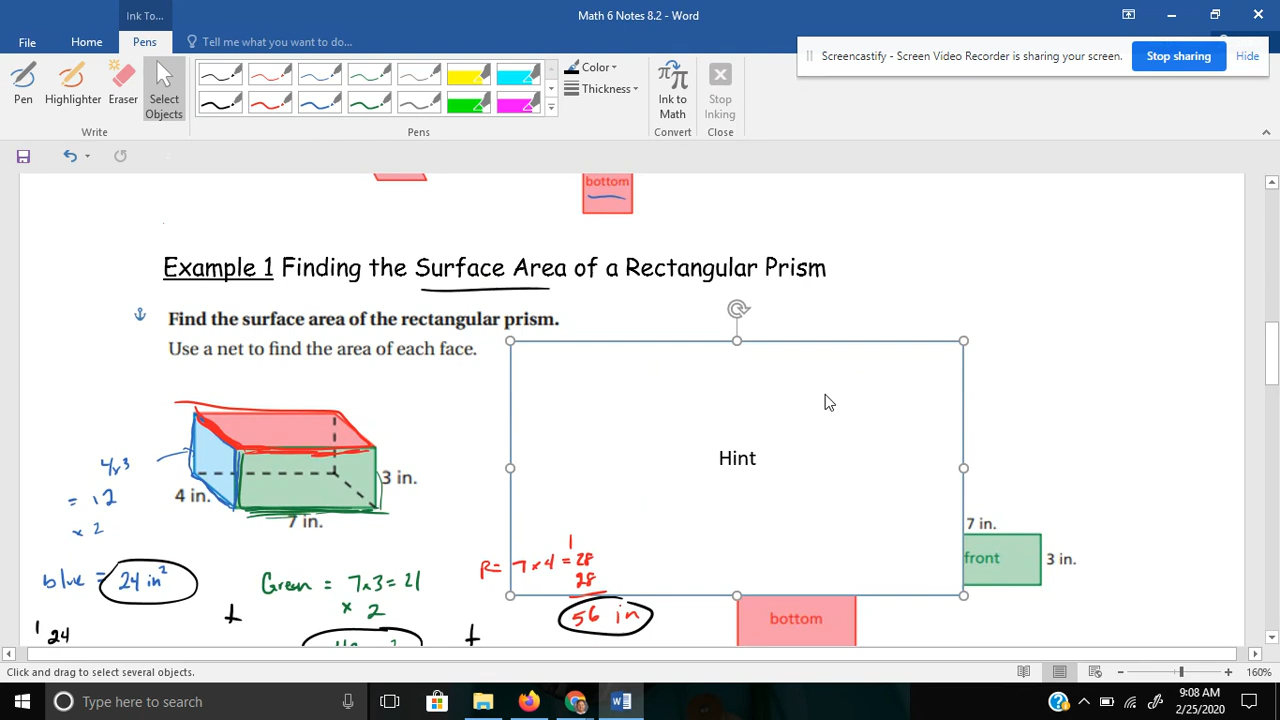 Ink To...
Math 6 Notes 8.2 - Word
File
Home
Pens
Tell me what you want to do...
Screencastify - Screen Video Recorder is sharing your screen.
Stop sharing
Hide
Pen
Highlighter
Eraser
Select Objects
Color
Thickness
Ink to Math
Stop Inking
Write
Pens
Convert
Close
bottom
Example 1 Finding the Surface Area of a Rectangular Prism
Find the surface area of the rectangular prism.
Use a net to find the area of each face.
Hint
4x3
= 12
x 2
4 in.
3 in.
7 in.
7 in.
front
3 in.
blue = 24 in²
Green = 7x3 = 21
x 2
R = 7 x 4 = 28
1
28
56 in
bottom
+
+
1
24
Click and drag to select several objects.
160%
Type here to search
9:08 AM
2/25/2020